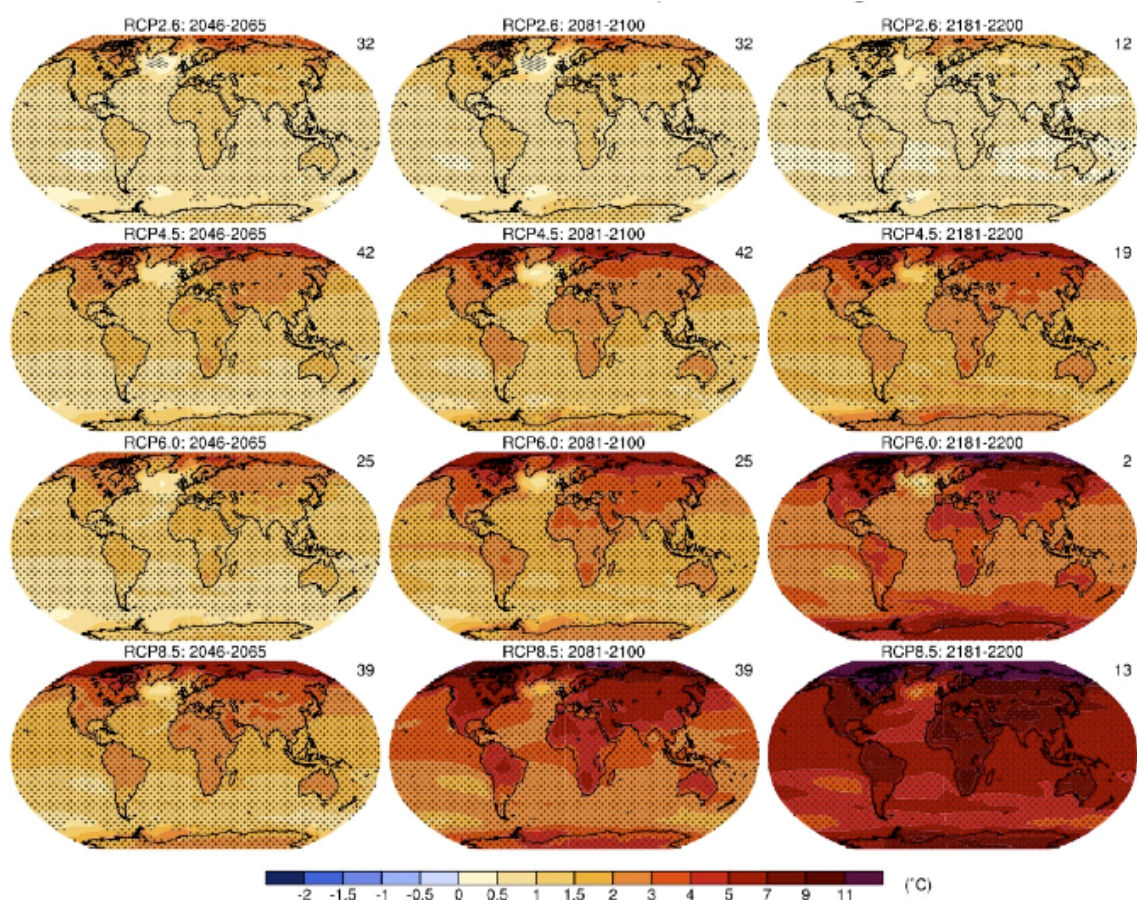 RCP2.6: 2046-2065 32
RCP2.6: 2081-2100 32
RCP2.6: 2181-2200 12
RCP4.5: 2046-2065 42
RCP4.5: 2081-2100 42
RCP4.5: 2181-2200 19
RCP6.0: 2046-2065 25
RCP6.0: 2081-2100 25
RCP6.0: 2181-2200 2
RCP8.5: 2046-2065 39
RCP8.5: 2081-2100 39
RCP8.5: 2181-2200 13
-2 -1.5 -1 -0.5 0 0.5 1 1.5 2 3 4 5 7 9 11 (°C)